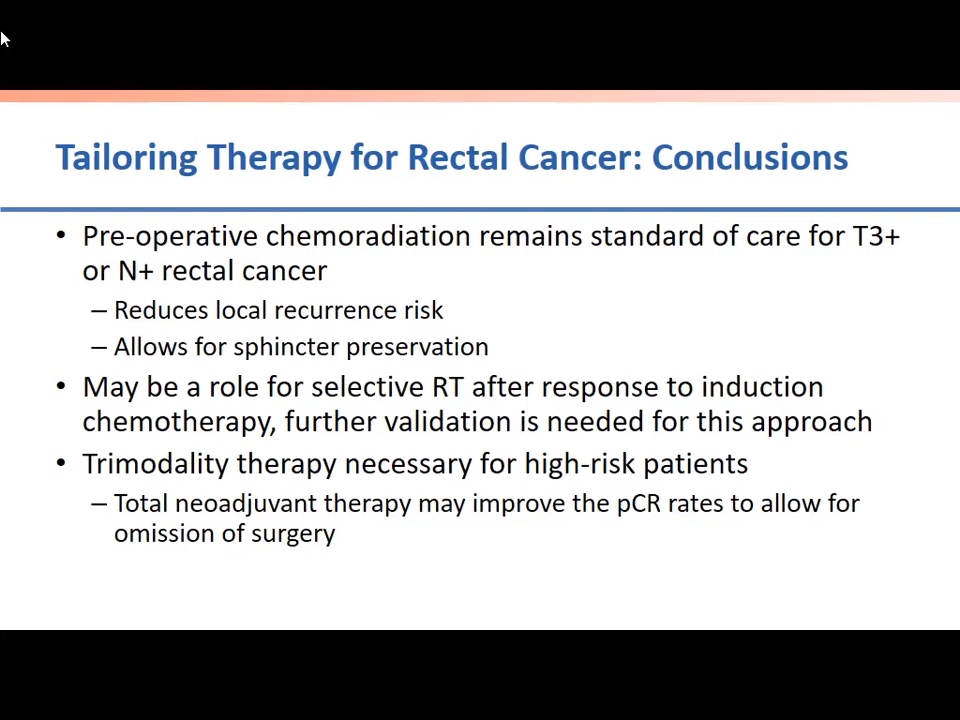 Tailoring Therapy for Rectal Cancer: Conclusions
• Pre-operative chemoradiation remains standard of care for T3+
or N+ rectal cancer
– Reduces local recurrence risk
– Allows for sphincter preservation
• May be a role for selective RT after response to induction
chemotherapy, further validation is needed for this approach
• Trimodality therapy necessary for high-risk patients
– Total neoadjuvant therapy may improve the pCR rates to allow for
omission of surgery